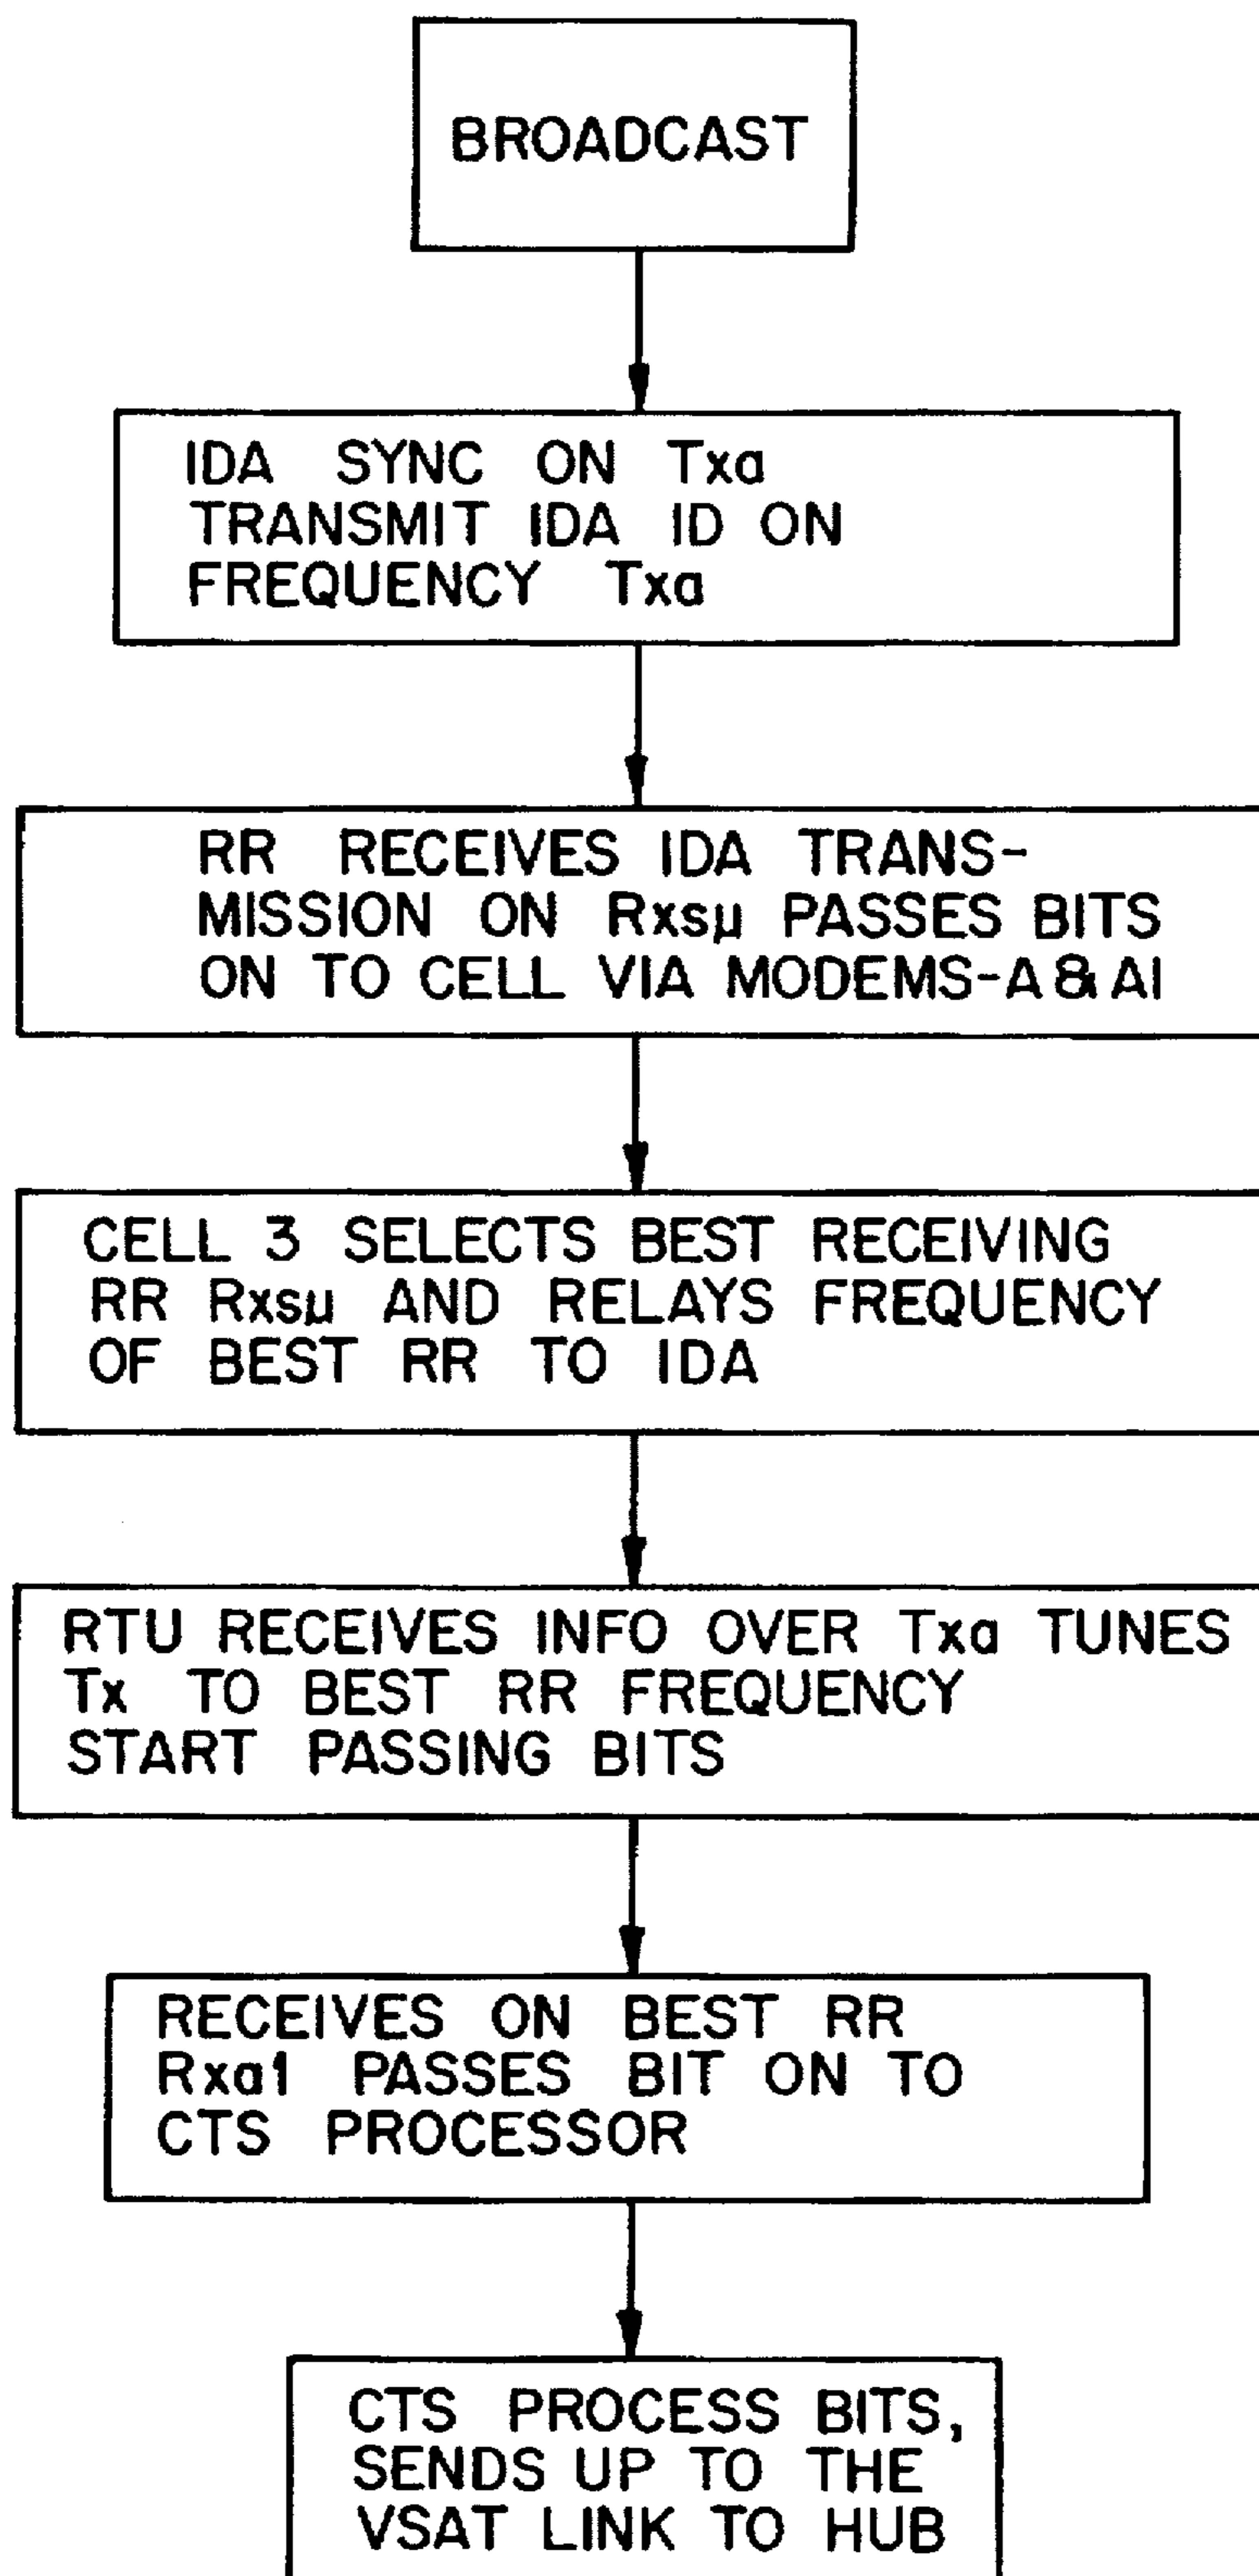 BROADCAST
IDA SYNC ON Txa
TRANSMIT IDA ID ON
FREQUENCY Txa
RR RECEIVES IDA TRANS-
MISSION ON Rxsμ PASSES BITS
ON TO CELL VIA MODEMS-A & AI
CELL 3 SELECTS BEST RECEIVING
RR Rxsμ AND RELAYS FREQUENCY
OF BEST RR TO IDA
RTU RECEIVES INFO OVER Txa TUNES
Tx TO BEST RR FREQUENCY
START PASSING BITS
RECEIVES ON BEST RR
Rxa1 PASSES BIT ON TO
CTS PROCESSOR
CTS PROCESS BITS,
SENDS UP TO THE
VSAT LINK TO HUB